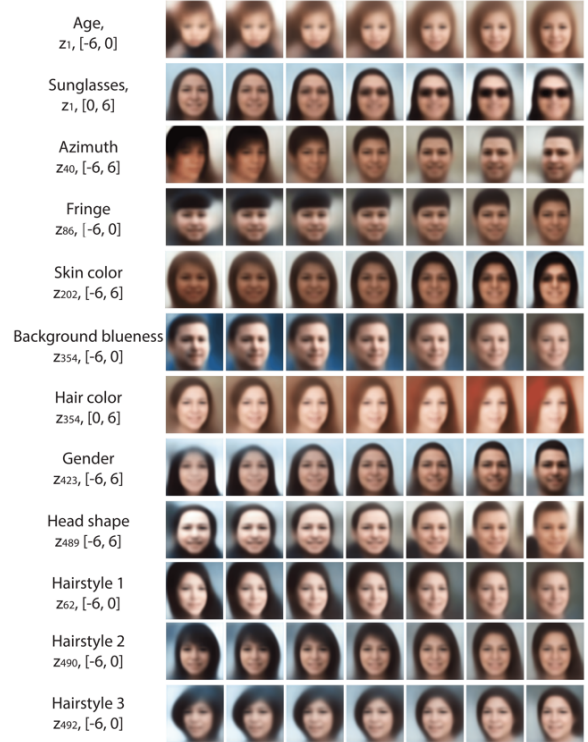 Age,
z1, [-6, 0]
Sunglasses,
z1, [0, 6]
Azimuth
z40, [-6, 6]
Fringe
z86, [-6, 0]
Skin color
z202, [-6, 6]
Background blueness
z354, [-6, 0]
Hair color
z354, [0, 6]
Gender
z423, [-6, 6]
Head shape
z489 [-6, 6]
Hairstyle 1
z62, [-6, 0]
Hairstyle 2
z490, [-6, 0]
Hairstyle 3
z492, [-6, 0]